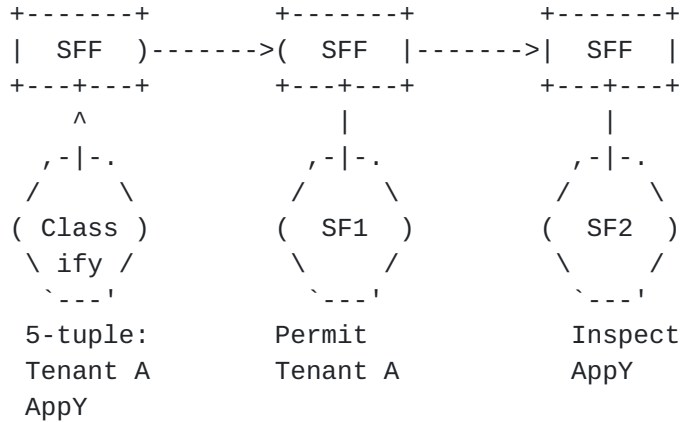 +-------+        +-------+        +-------+
|  SFF  )------->(  SFF  |------->|  SFF  |
+---+---+        +---+---+        +---+---+
    ^                |                |
  ,-|-.            ,-|-.            ,-|-.
 /     \          /     \          /     \
( Class )        (  SF1  )        (  SF2  )
 \ ify /          \     /          \     /
  `---'            `---'            `---'
 5-tuple:        Permit             Inspect
 Tenant A        Tenant A           AppY
 AppY